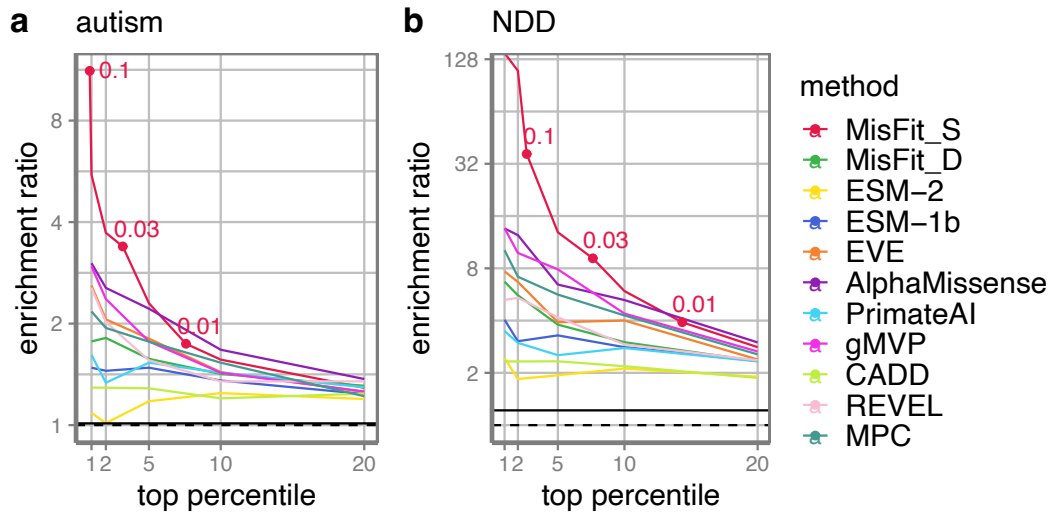 a autism
enrichment ratio
8
4
2
1
0.1
0.03
0.01
1 2 5 10 20
top percentile
b NDD
enrichment ratio
128
32
8
2
0.1
0.03
0.01
1 2 5 10 20
top percentile
method
a MisFit_S
a MisFit_D
a ESM-2
a ESM-1b
a EVE
a AlphaMissense
a PrimateAI
a gMVP
a CADD
a REVEL
a MPC